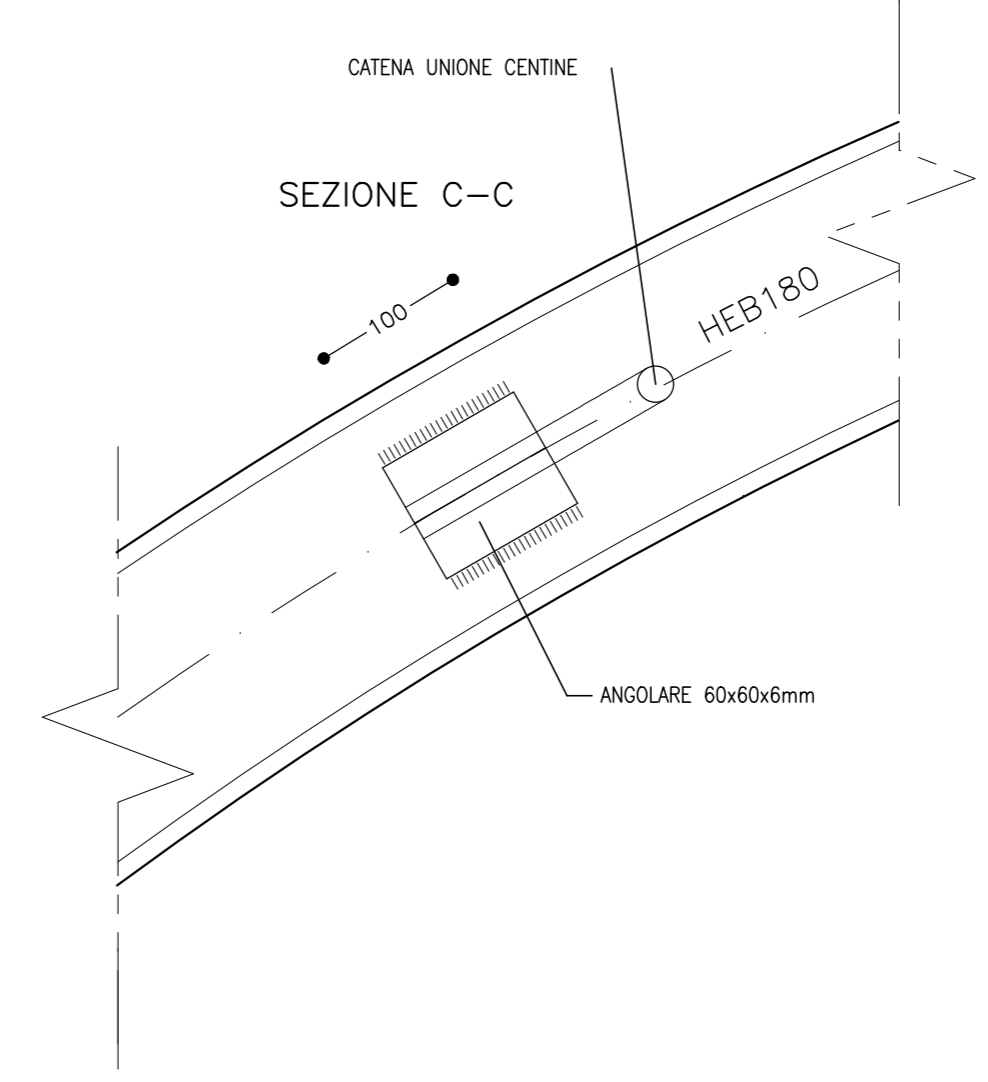 CATENA UNIONE CENTINE
SEZIONE C-C
100
HEB180
ANGOLARE 60x60x6mm